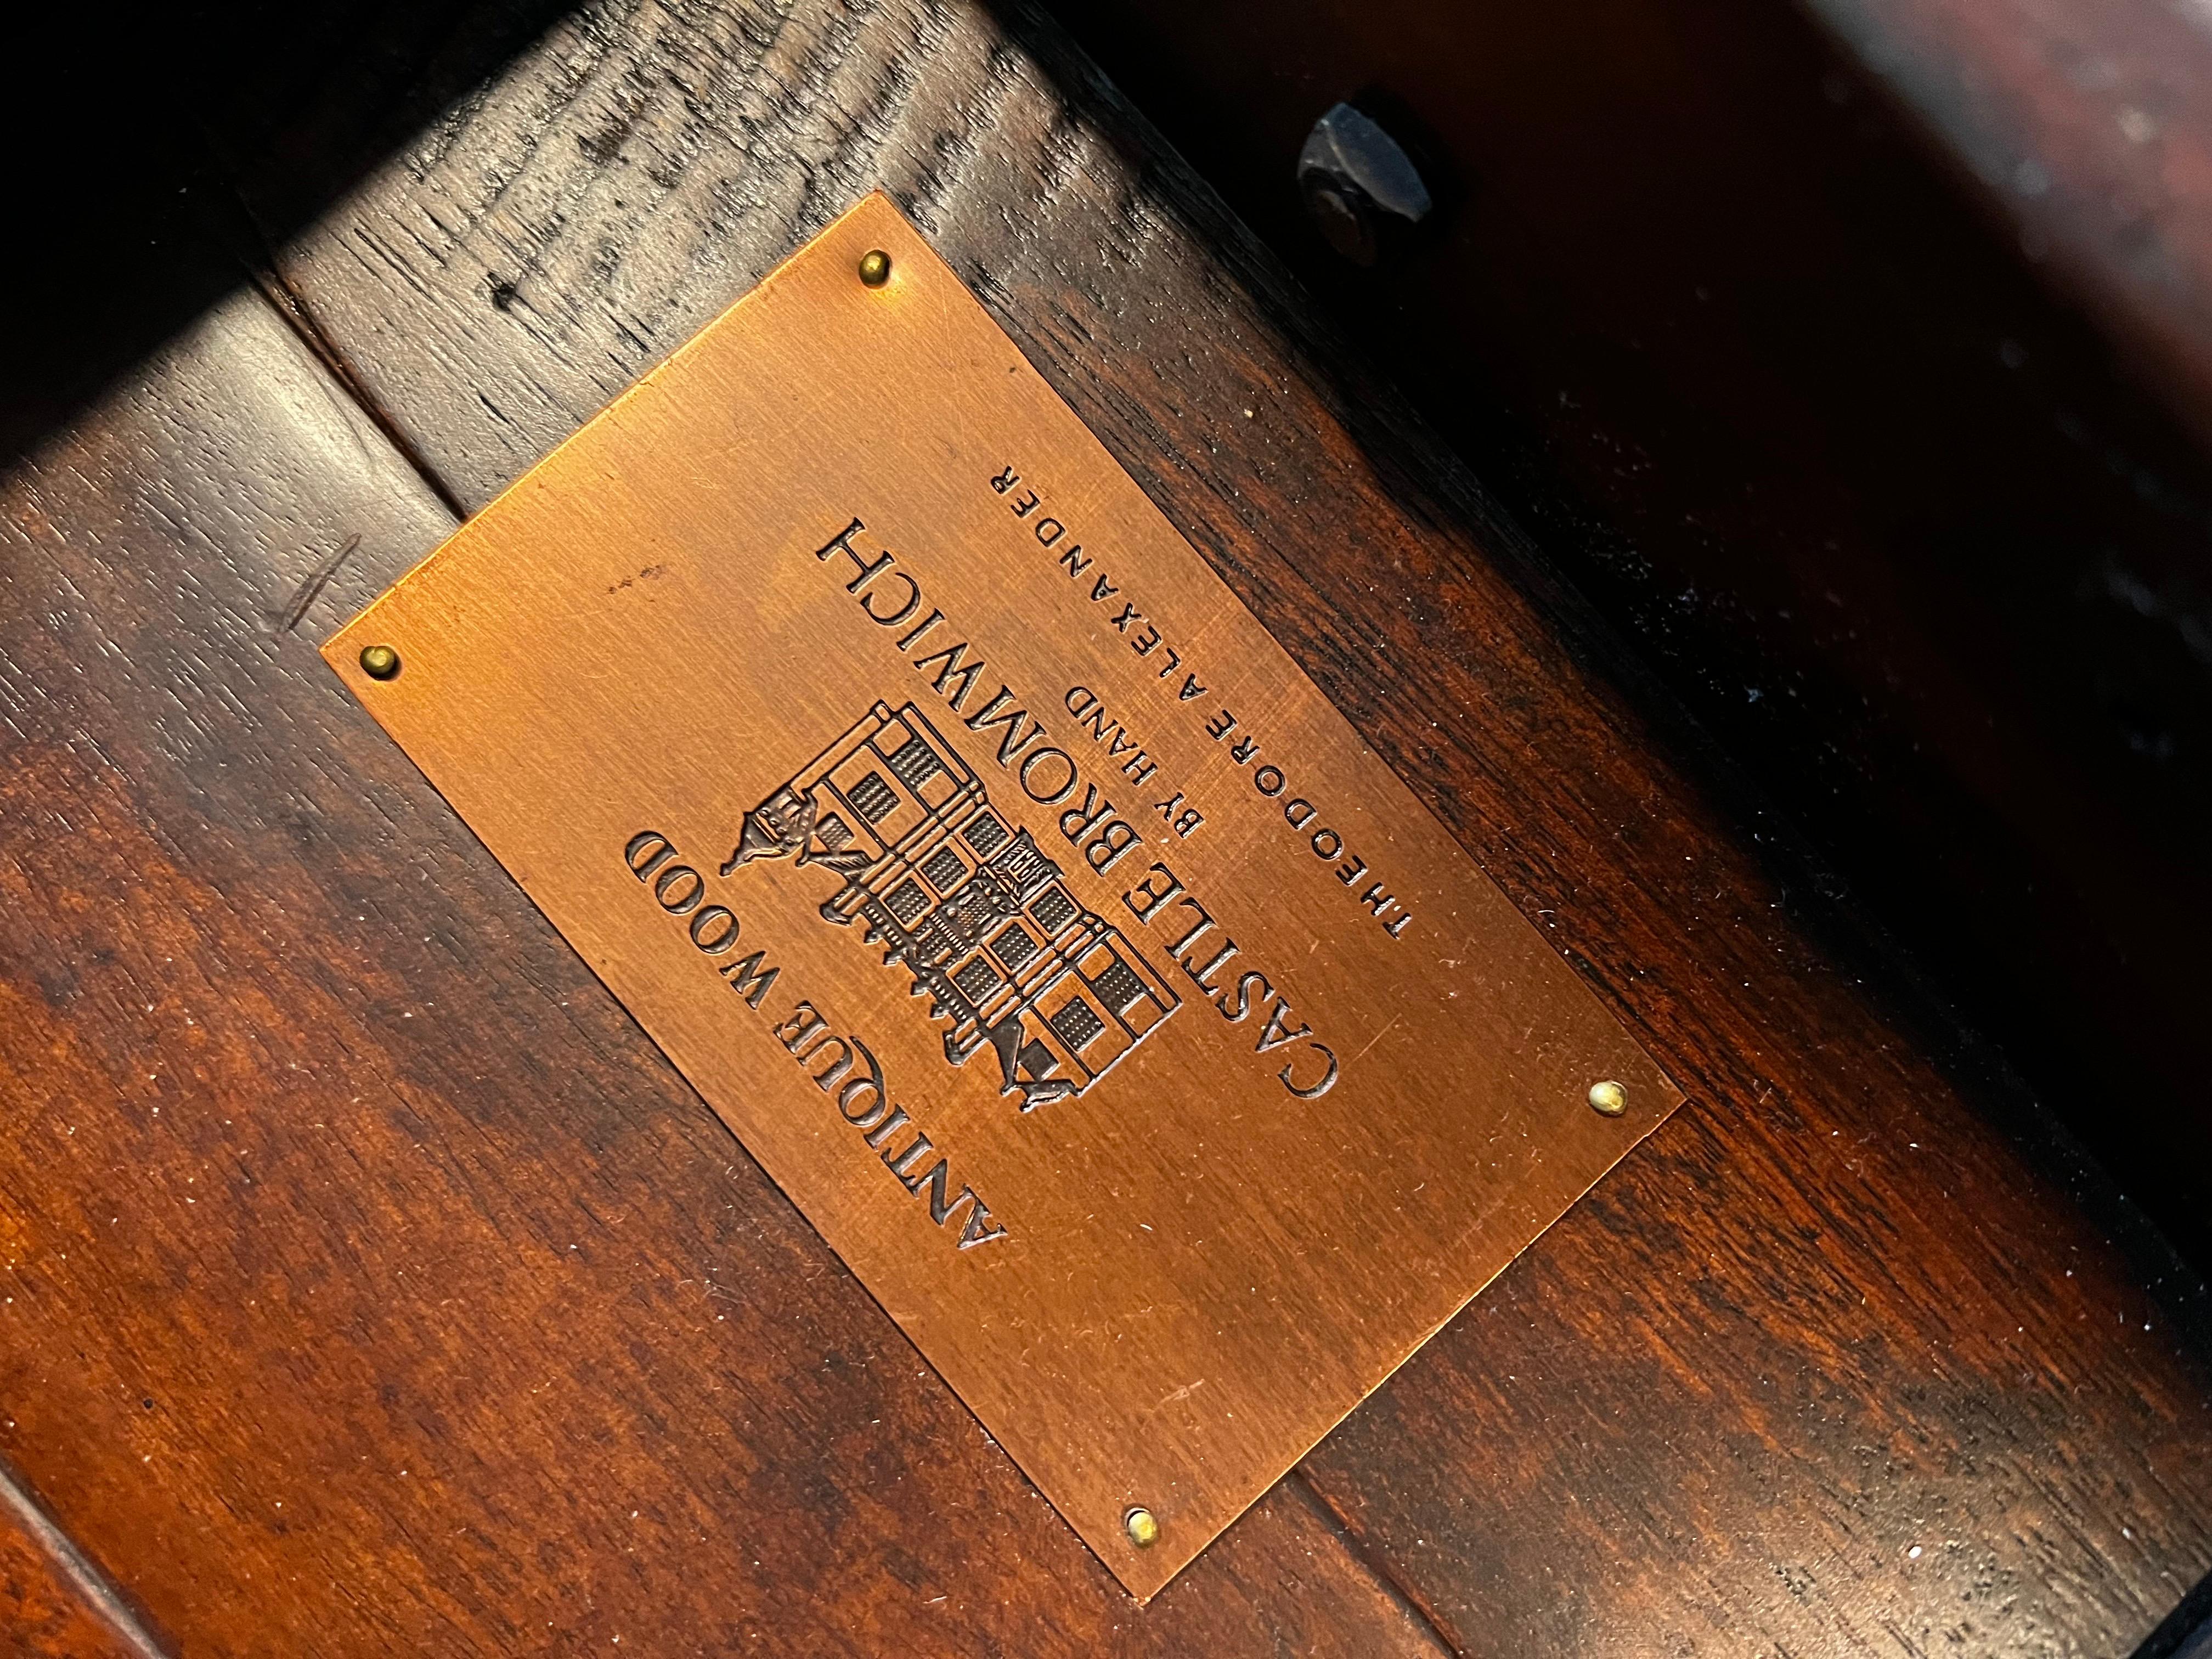 ANTIQUE WOOD
CASTLE BROMWICH
BY HAND
THEODORE ALEXANDER